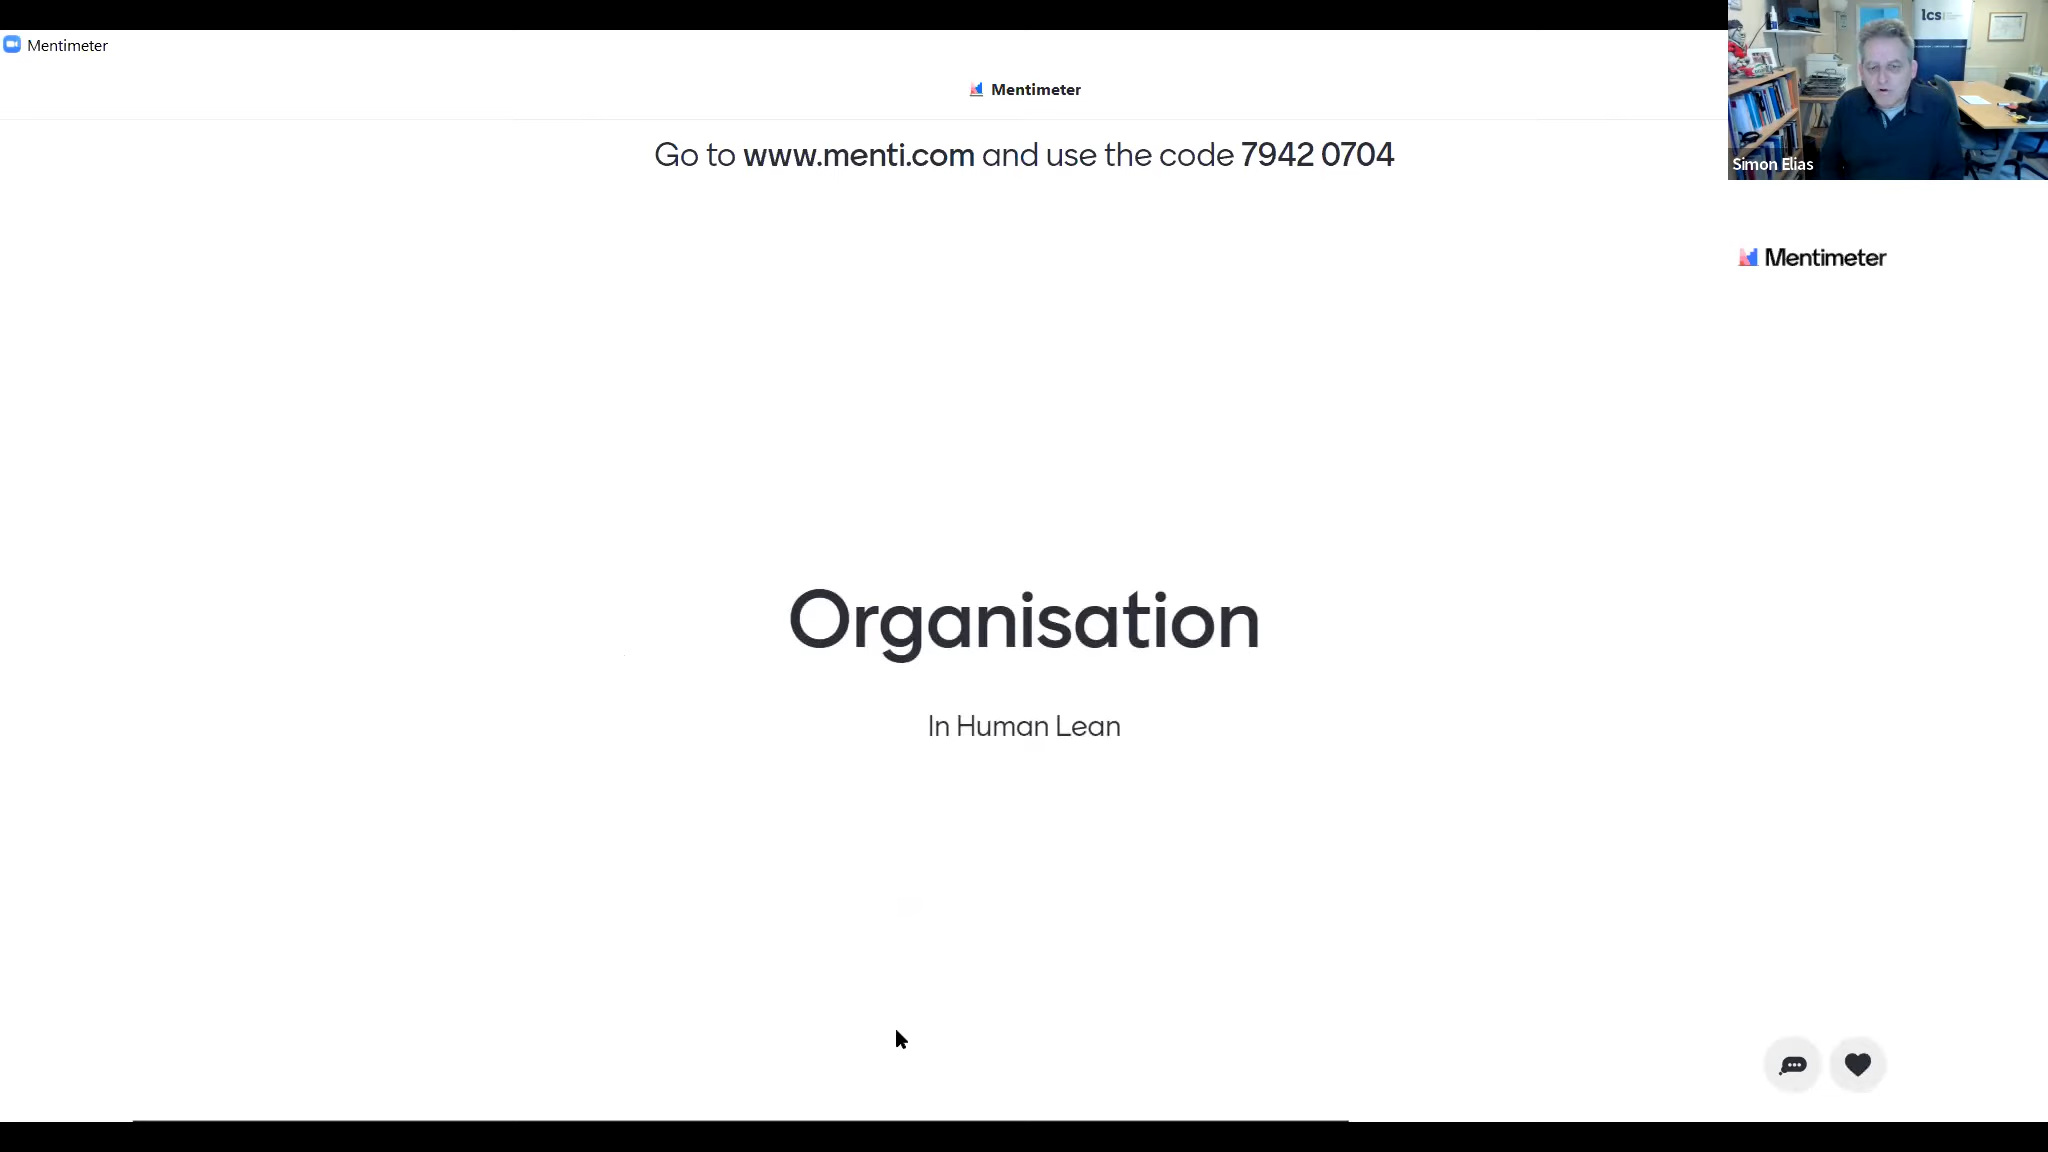 Mentimeter
Mentimeter
Go to www.menti.com and use the code 7942 0704
lcs
Simon Elias
Mentimeter
Organisation
In Human Lean